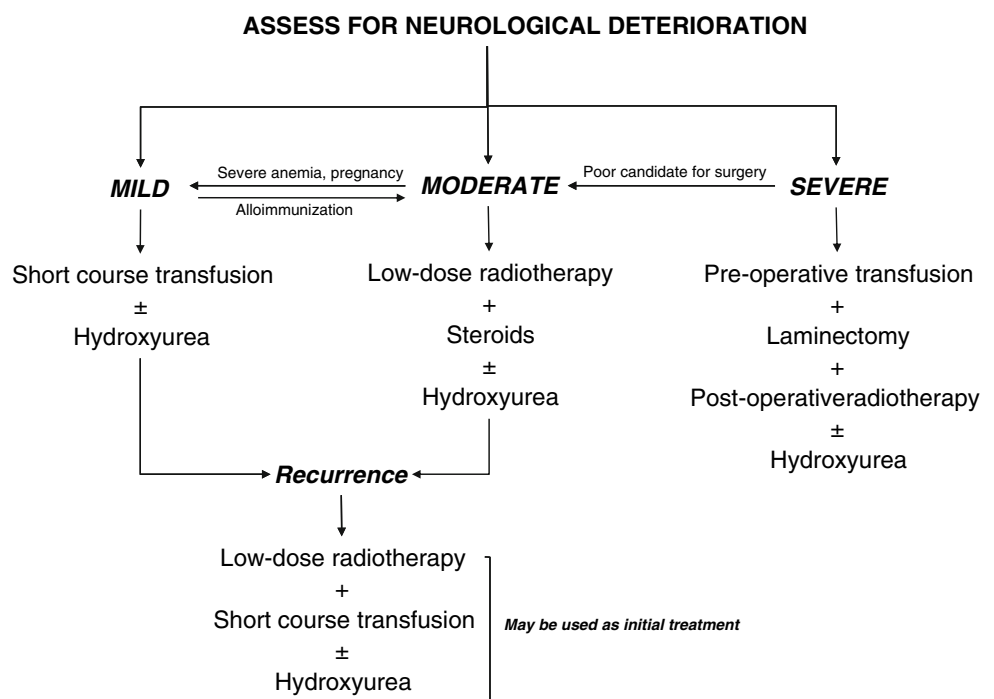 ASSESS FOR NEUROLOGICAL DETERIORATION
MILD
Severe anemia, pregnancy
Alloimmunization
MODERATE
Poor candidate for surgery
SEVERE
Short course transfusion
±
Hydroxyurea
Low-dose radiotherapy
+
Steroids
±
Hydroxyurea
Pre-operative transfusion
+
Laminectomy
+
Post-operativeradiotherapy
±
Hydroxyurea
Recurrence
Low-dose radiotherapy
+
Short course transfusion
±
Hydroxyurea
May be used as initial treatment